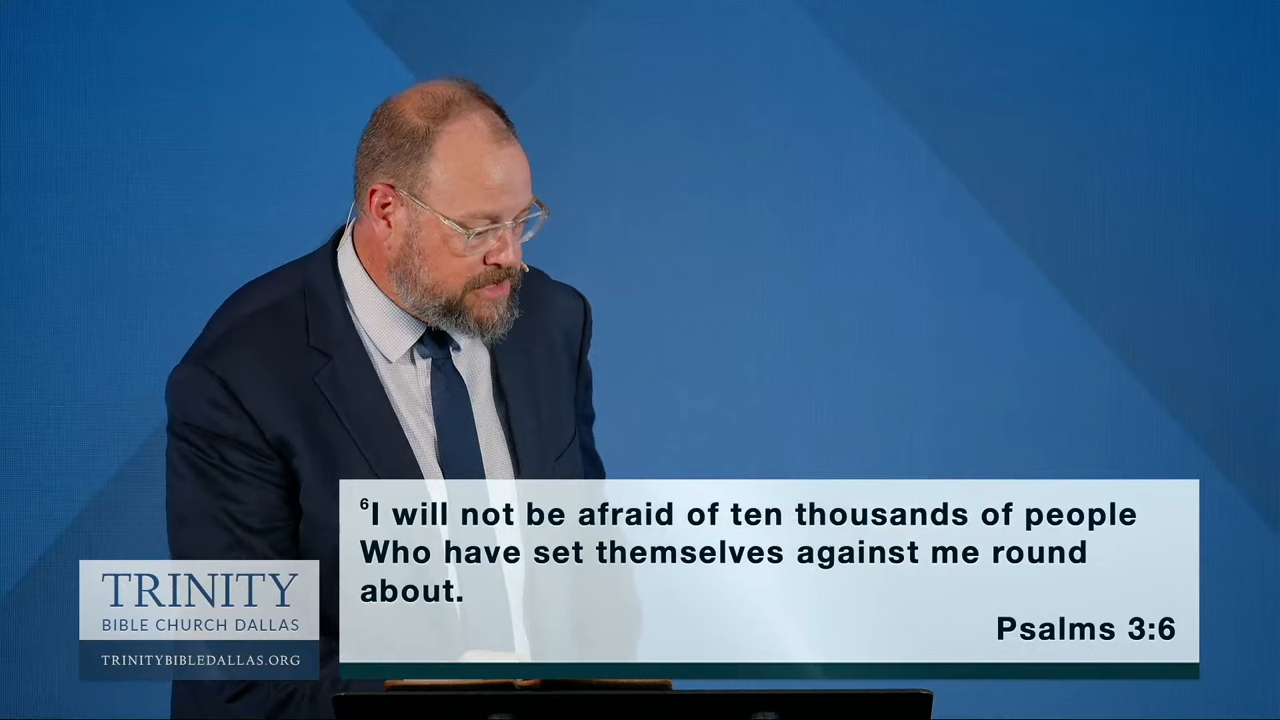 ⁶I will not be afraid of ten thousands of people
Who have set themselves against me round
about.
Psalms 3:6
TRINITY
BIBLE CHURCH DALLAS
TRINITYBIBLEDALLAS.ORG